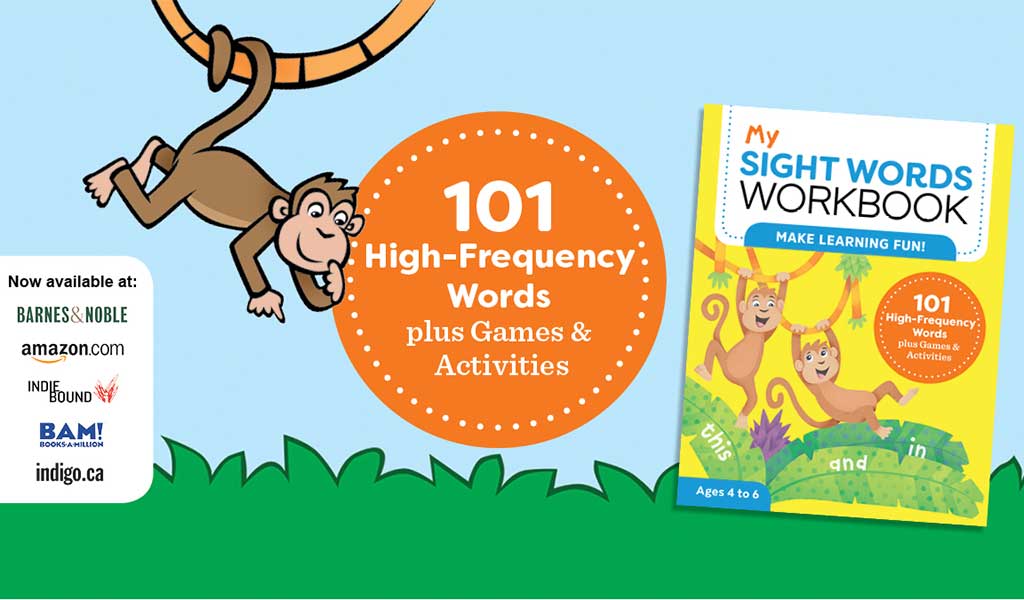 101
High-Frequency
Words
plus Games &
Activities
Now available at:
BARNES&NOBLE
amazon.com
INDIE
BOUND
BAM!
BOOKS-A-MILLION
indigo.ca
My
SIGHT WORDS
WORKBOOK
MAKE LEARNING FUN!
101
High-Frequency
Words
plus Games &
Activities
this
and
in
Ages 4 to 6